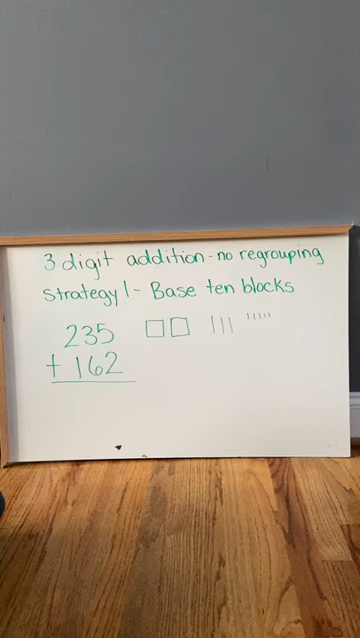 3 digit addition - no regrouping
Strategy 1 - Base ten blocks
235
+ 162